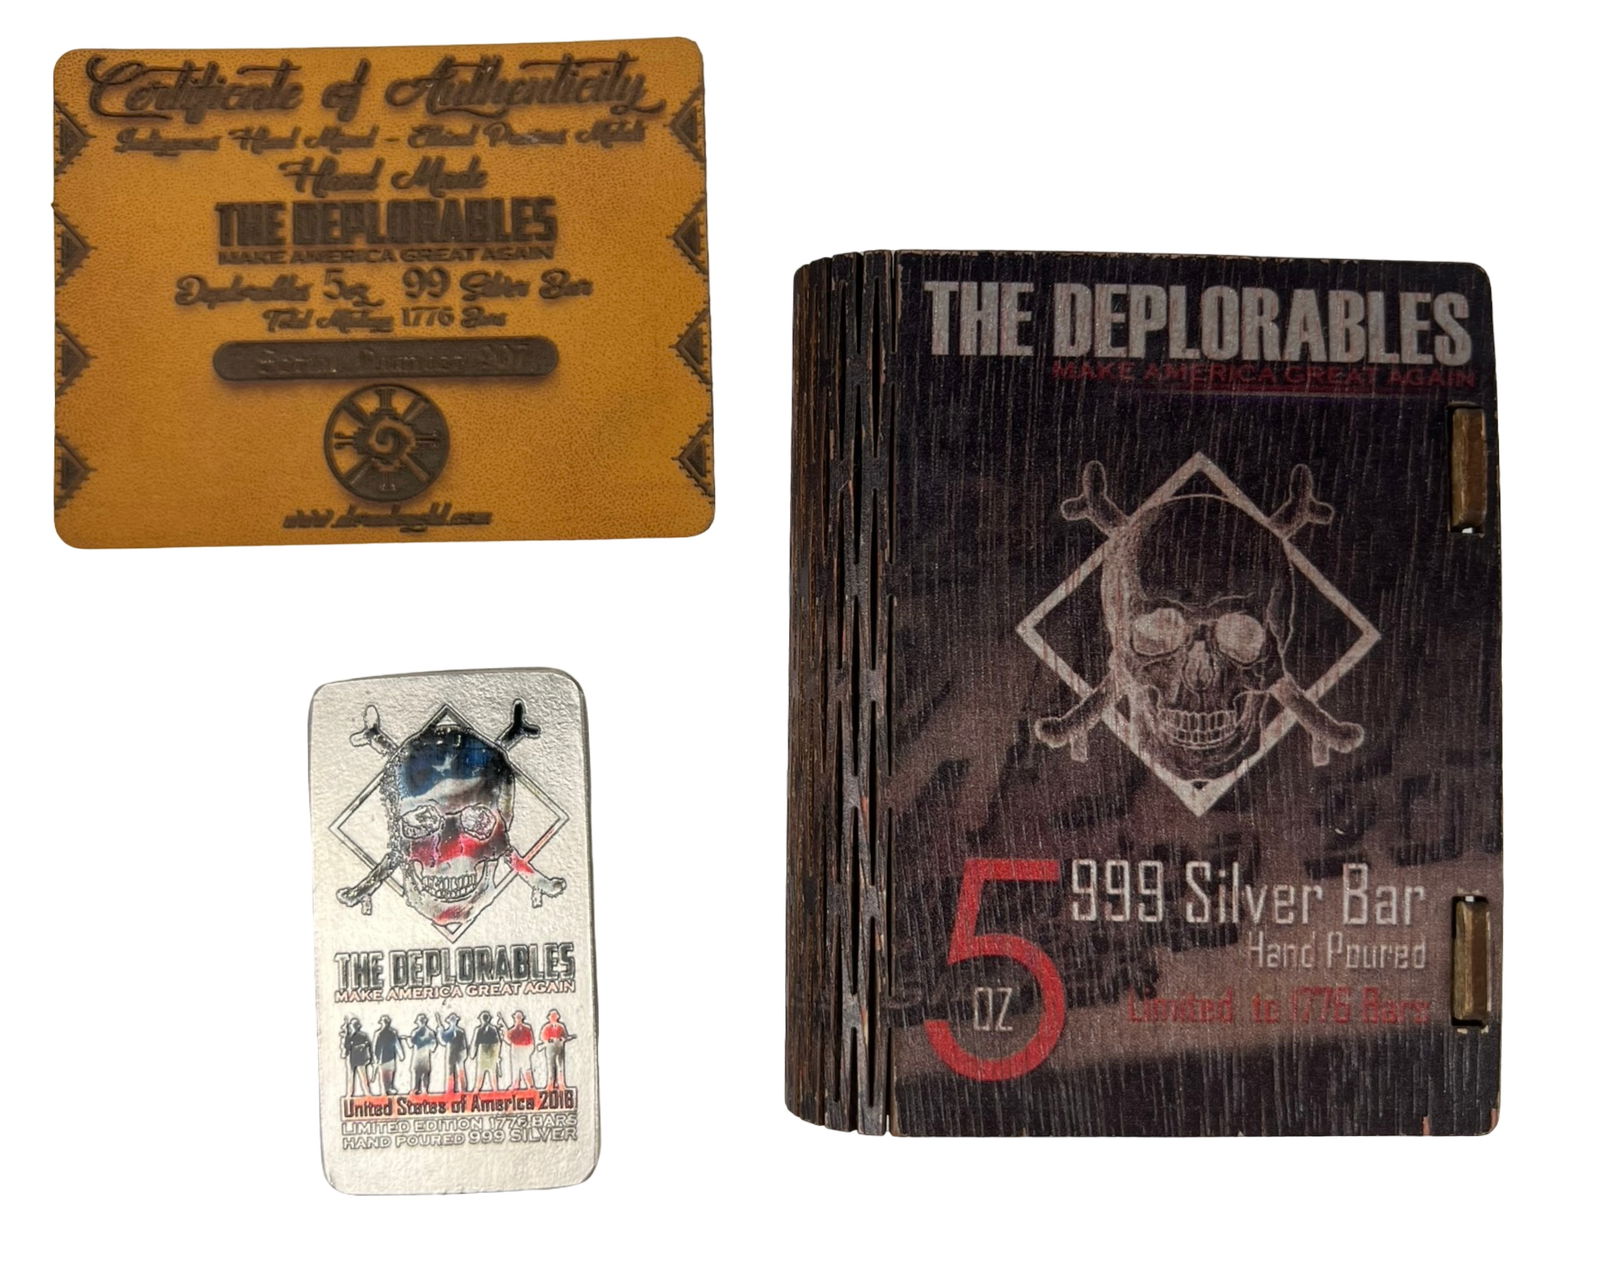 Certificate of Authenticity
Hand Made
THE DEPLORABLES
MAKE AMERICA GREAT AGAIN
Deplorables 5oz 99 Silver Bar
Total Mintage 1776 Bars
THE DEPLORABLES
MAKE AMERICA GREAT AGAIN
5
OZ
999 Silver Bar
Hand Poured
Limited to 1776 Bars
THE DEPLORABLES
MAKE AMERICA GREAT AGAIN
United States of America 2016
LIMITED EDITION 1776 BARS
HAND POURED 999 SILVER